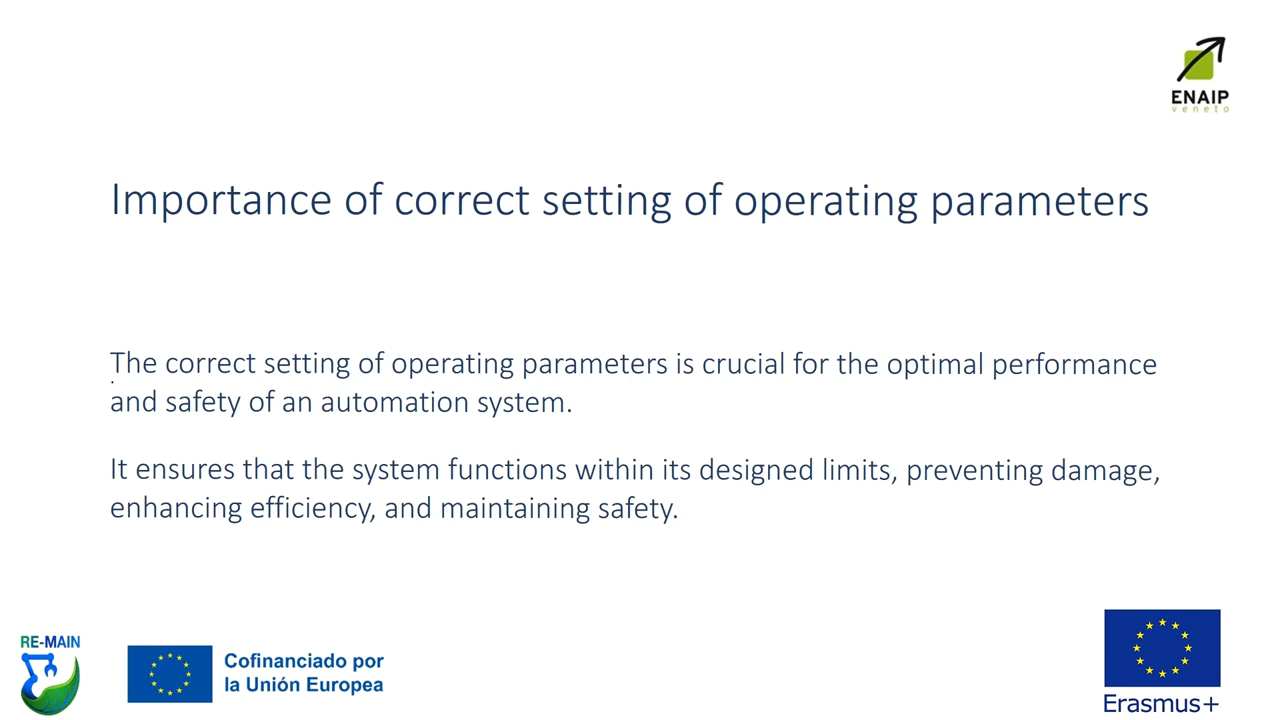 ENAIP
veneto
Importance of correct setting of operating parameters
The correct setting of operating parameters is crucial for the optimal performance
and safety of an automation system.
It ensures that the system functions within its designed limits, preventing damage,
enhancing efficiency, and maintaining safety.
RE-MAIN
Cofinanciado por
la Unión Europea
Erasmus+